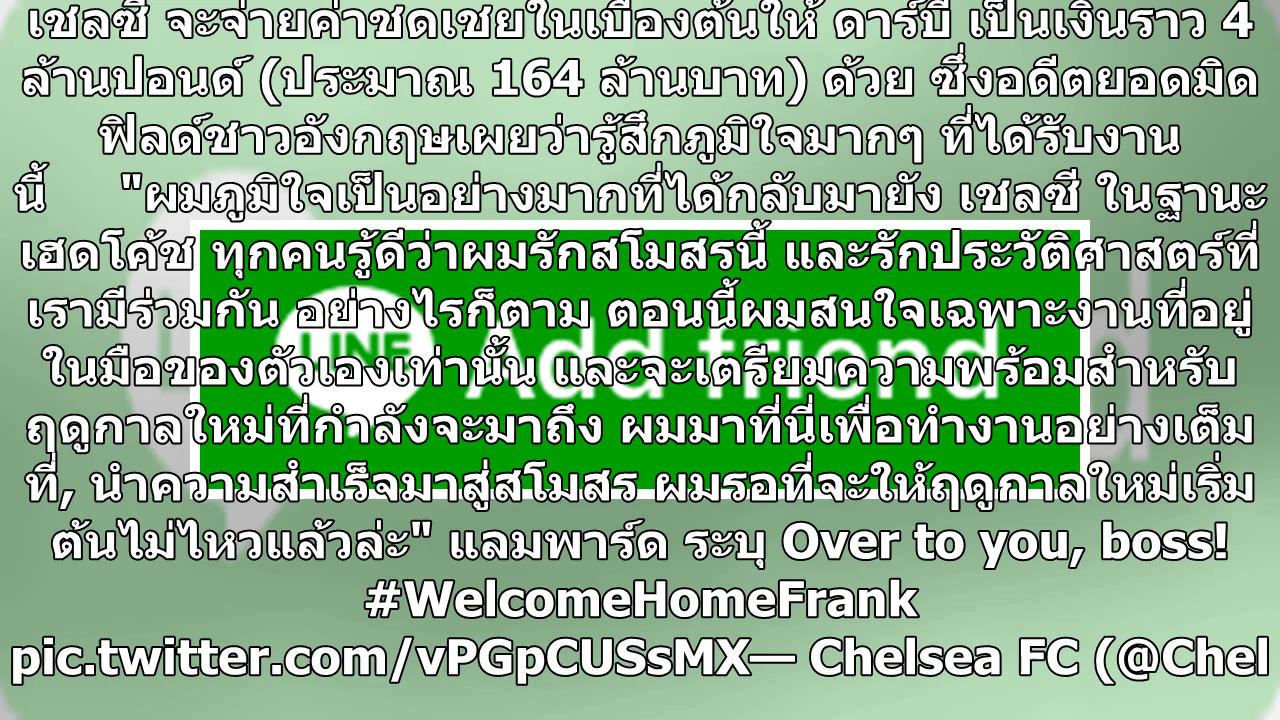 เชลซี จะจ่ายค่าชดเชยในเบื้องต้นให้ ดาร์บี้ เป็นเงินราว 4
ล้านปอนด์ (ประมาณ 164 ล้านบาท) ด้วย ซึ่งอดีตยอดมิด
ฟิลด์ชาวอังกฤษเผยว่ารู้สึกภูมิใจมากๆ ที่ได้รับงาน
นี้ "ผมภูมิใจเป็นอย่างมากที่ได้กลับมายัง เชลซี ในฐานะ
เฮดโค้ช ทุกคนรู้ดีว่าผมรักสโมสรนี้ และรักประวัติศาสตร์ที่
เรามีร่วมกัน อย่างไรก็ตาม ตอนนี้ผมสนใจเฉพาะงานที่อยู่
ในมือของตัวเองเท่านั้น และจะเตรียมความพร้อมสำหรับ
ฤดูกาลใหม่ที่กำลังจะมาถึง ผมมาที่นี่เพื่อทำงานอย่างเต็ม
ที่, นำความสำเร็จมาสู่สโมสร ผมรอที่จะให้ฤดูกาลใหม่เริ่ม
ต้นไม่ไหวแล้วล่ะ" แลมพาร์ด ระบุ Over to you, boss!
#WelcomeHomeFrank
pic.twitter.com/vPGpCUSsMX— Chelsea FC (@Chel
LINE Add friend